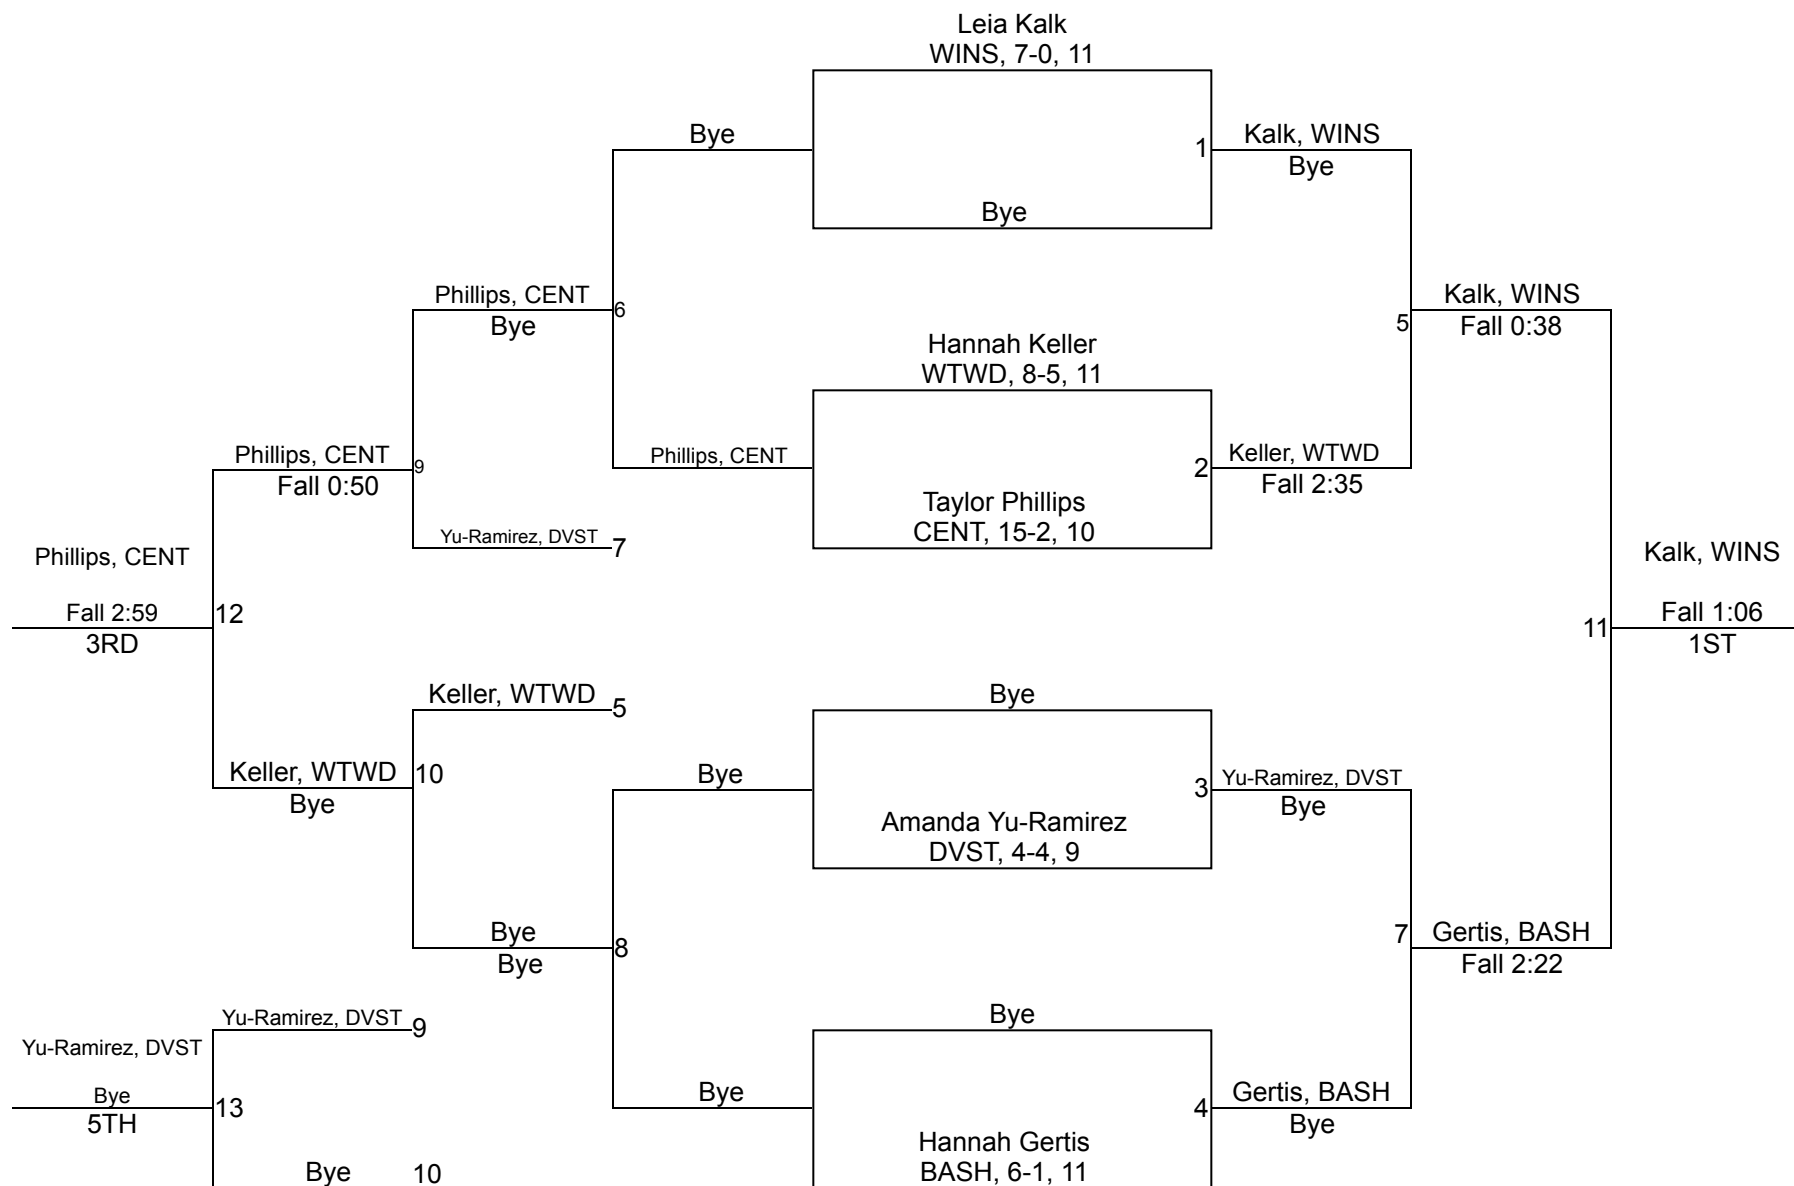 Leia Kalk
WINS, 7-0, 11
Bye
1
Kalk, WINS
Bye
Bye
Phillips, CENT
6
Bye
Kalk, WINS
5
Fall 0:38
Hannah Keller
WTWD, 8-5, 11
Phillips, CENT
9
Fall 0:50
Phillips, CENT
2
Keller, WTWD
Fall 2:35
Taylor Phillips
CENT, 15-2, 10
Yu-Ramirez, DVST
7
Phillips, CENT
Fall 2:59
12
3RD
Kalk, WINS
11
Fall 1:06
1ST
Keller, WTWD
5
Bye
Keller, WTWD
10
Bye
Bye
3
Yu-Ramirez, DVST
Bye
Amanda Yu-Ramirez
DVST, 4-4, 9
Bye
8
Bye
7
Gertis, BASH
Fall 2:22
Yu-Ramirez, DVST
9
Bye
Yu-Ramirez, DVST
Bye
13
5TH
Bye
4
Gertis, BASH
Bye
Hannah Gertis
BASH, 6-1, 11
Bye
10